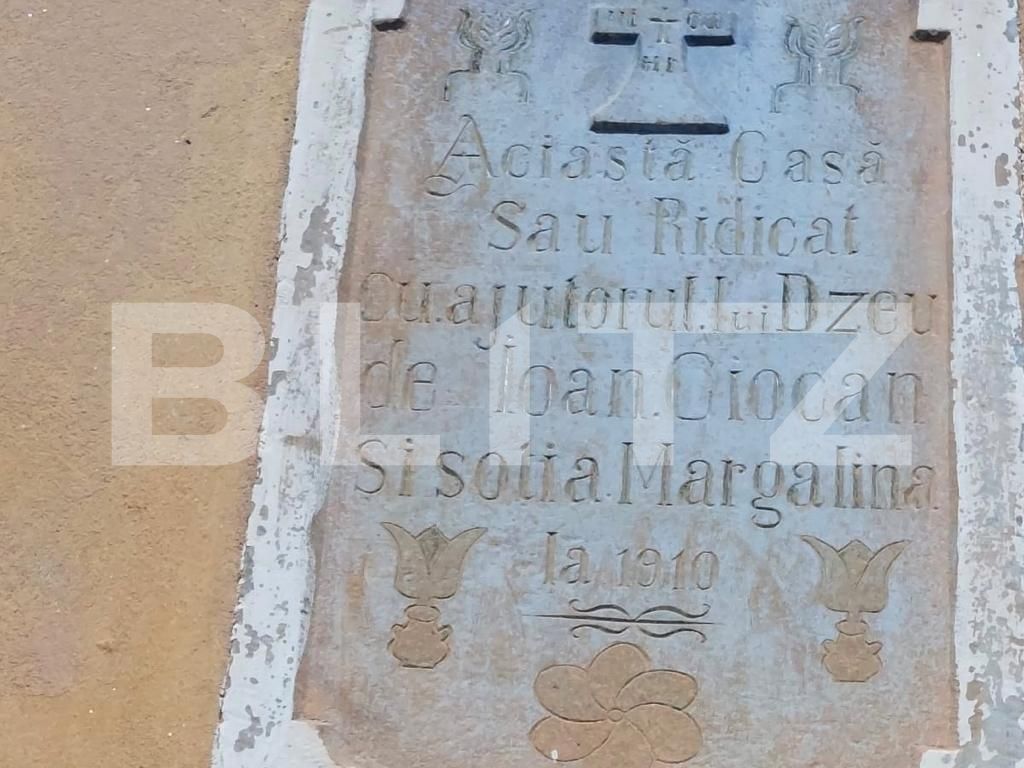 Aciastă Casă
Sau Ridicat
Cu.ajutorul.Lui Dzeu
de Ioan.Ciocan
Si soția.Margalina
la 1910
BLITZ